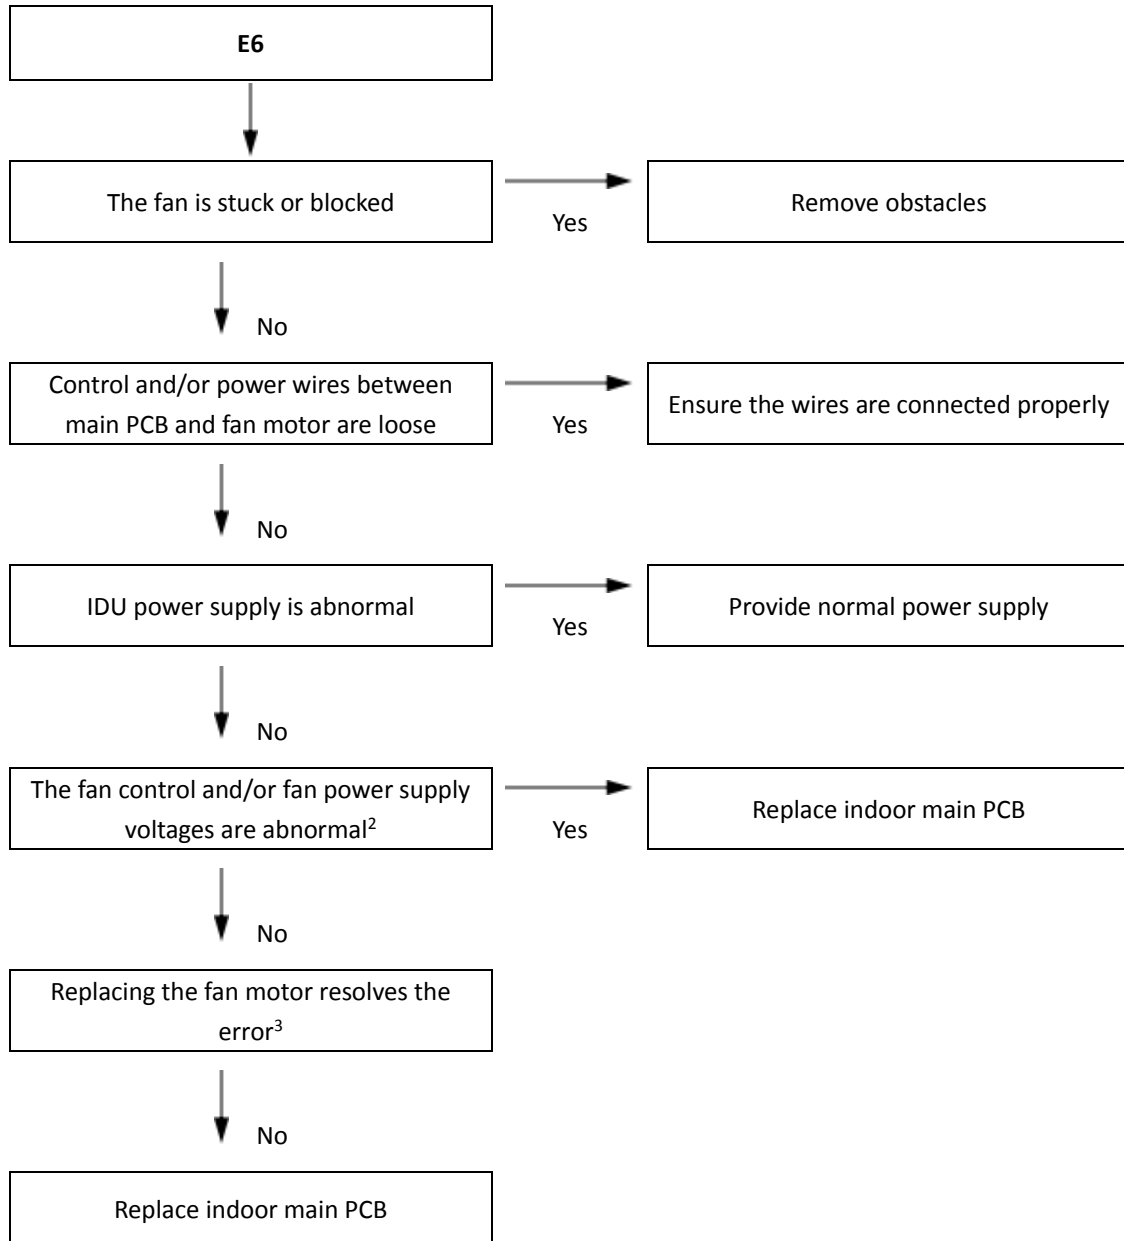 E6
The fan is stuck or blocked
Yes
Remove obstacles
No
Control and/or power wires between
main PCB and fan motor are loose
Yes
Ensure the wires are connected properly
No
IDU power supply is abnormal
Yes
Provide normal power supply
No
The fan control and/or fan power supply
voltages are abnormal²
Yes
Replace indoor main PCB
No
Replacing the fan motor resolves the
error³
No
Replace indoor main PCB